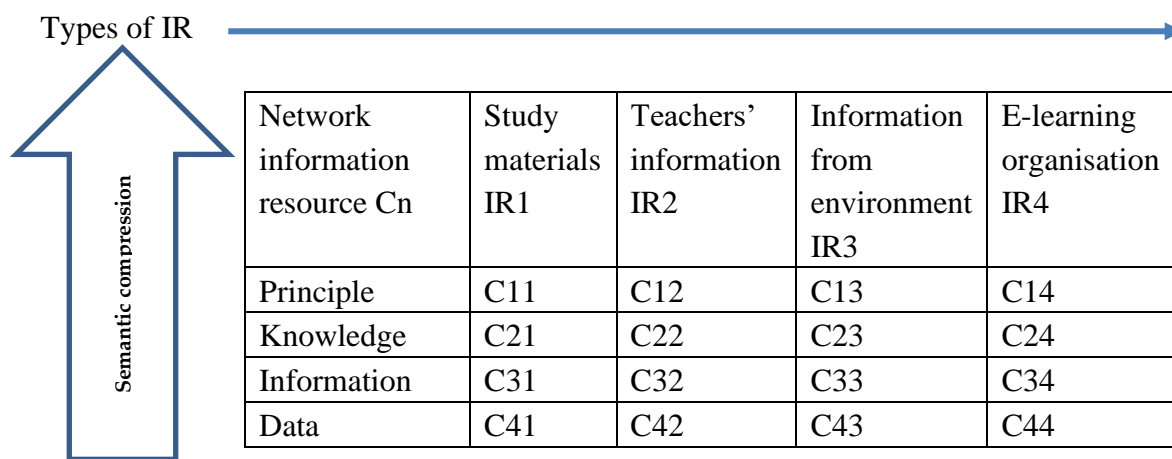 Types of IR
Semantic compression
Network information resource Cn | Study materials IR1 | Teachers’ information IR2 | Information from environment IR3 | E-learning organisation IR4
Principle | C11 | C12 | C13 | C14
Knowledge | C21 | C22 | C23 | C24
Information | C31 | C32 | C33 | C34
Data | C41 | C42 | C43 | C44